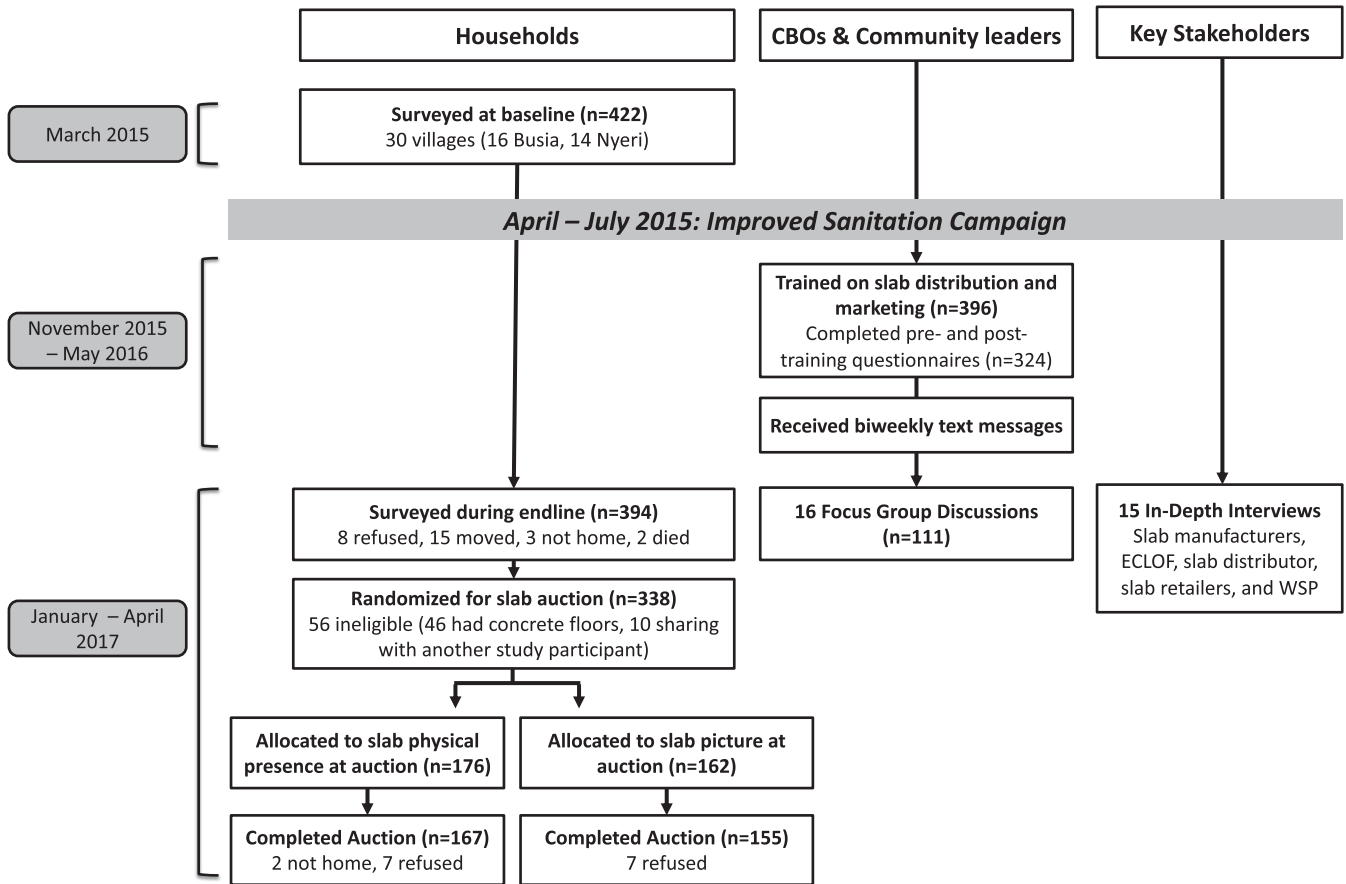 Households
CBOs & Community leaders
Key Stakeholders
March 2015
Surveyed at baseline (n=422)
30 villages (16 Busia, 14 Nyeri)
April – July 2015: Improved Sanitation Campaign
November 2015
– May 2016
Trained on slab distribution and
marketing (n=396)
Completed pre- and post-
training questionnaires (n=324)
Received biweekly text messages
January – April
2017
Surveyed during endline (n=394)
8 refused, 15 moved, 3 not home, 2 died
16 Focus Group Discussions
(n=111)
15 In-Depth Interviews
Slab manufacturers,
ECLOF, slab distributor,
slab retailers, and WSP
Randomized for slab auction (n=338)
56 ineligible (46 had concrete floors, 10 sharing
with another study participant)
Allocated to slab physical
presence at auction (n=176)
Allocated to slab picture at
auction (n=162)
Completed Auction (n=167)
2 not home, 7 refused
Completed Auction (n=155)
7 refused